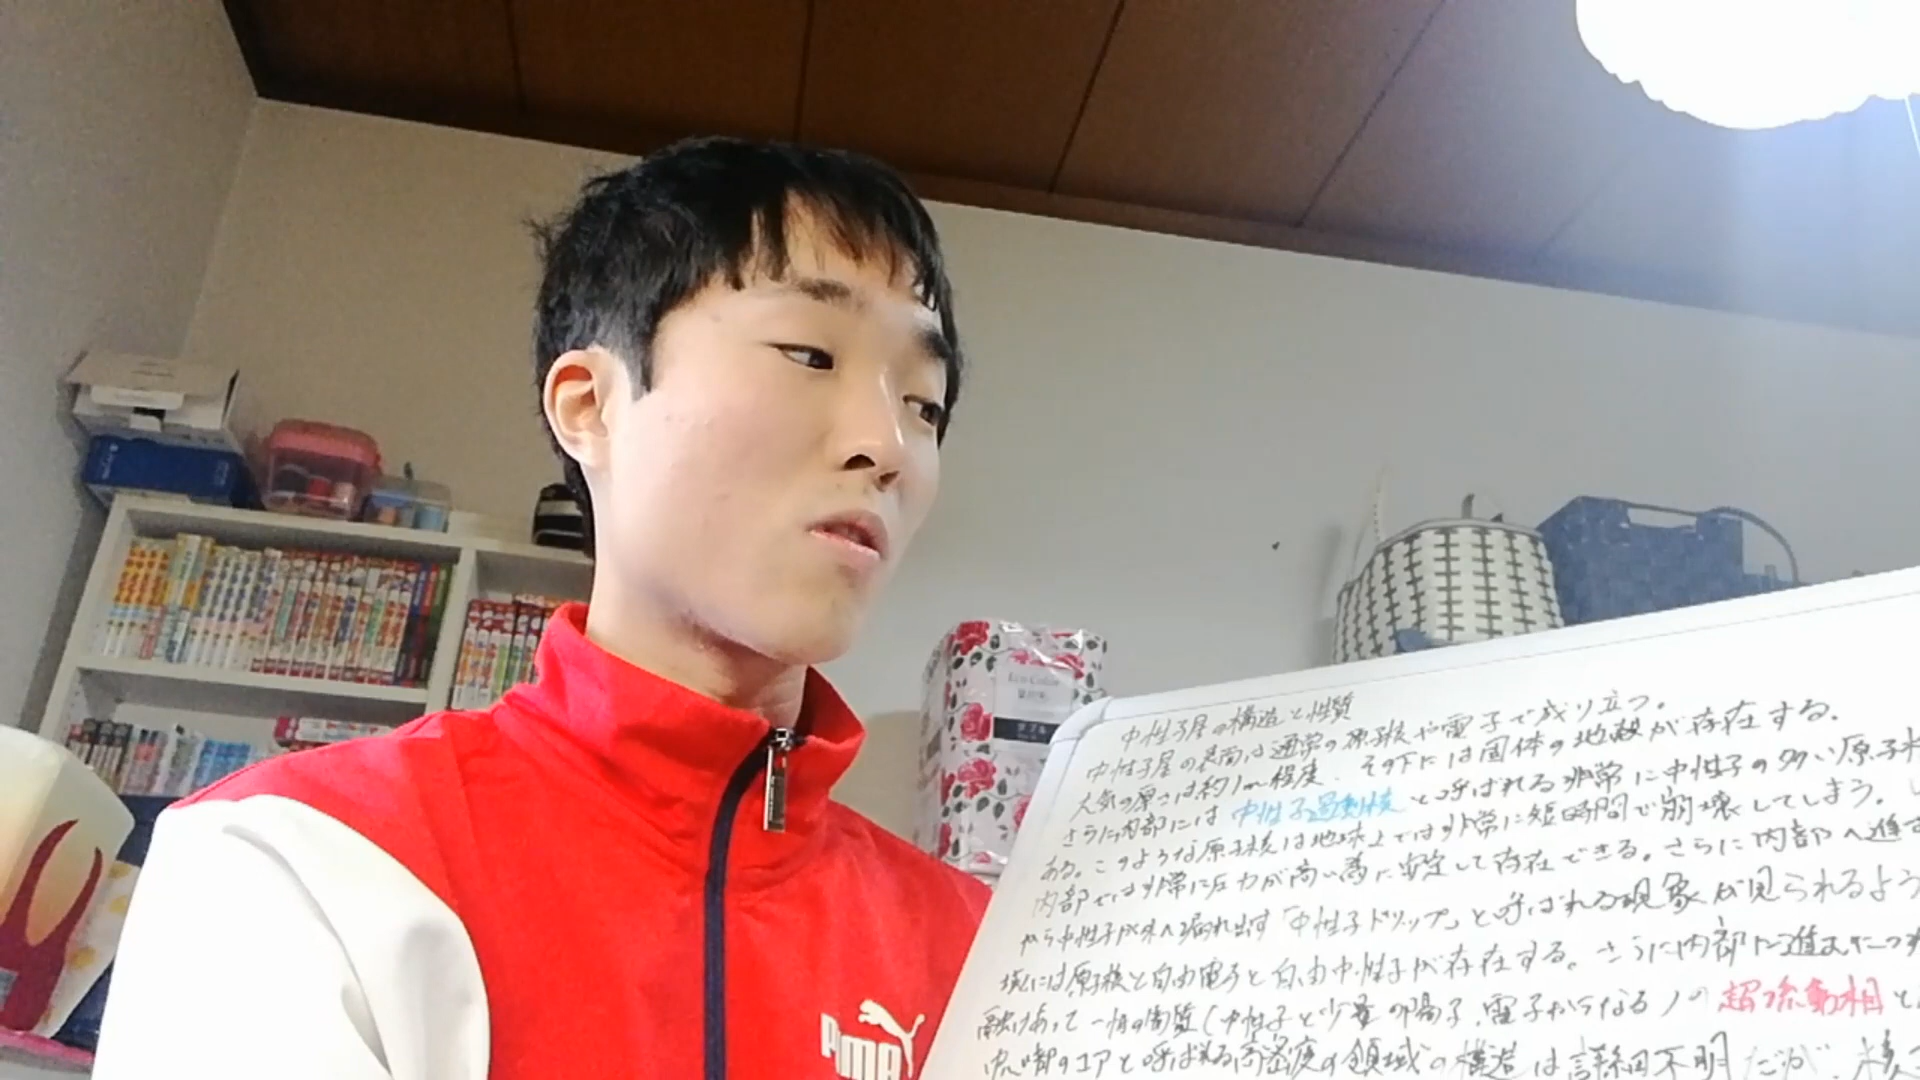 中性子星の構造と性質
中性子星の表面は通常の原子核や電子で成り立つ。
大気の厚さは約1m程度、その下には固体の地殻が存在する。
さらに内部には中性子過剰核と呼ばれる非常に中性子の多い原子核
ある。このような原子核は地球上では非常に短時間で崩壊してしまう。
内部では非常に圧力が高い為に安定して存在できる。さらに内部へ進む
から中性子が外へ漏れ出す「中性子ドリップ」と呼ばれる現象が見られるよう
域には原子核と自由電子と自由中性子が存在する。さらに内部に進むに
融けあって一様の物質(中性子と少量の陽子、電子からなる)の超流動相と
中心部のコアと呼ばれる高密度の領域の構造は詳細不明だが、核
PUMA
Eco Color
ダブル